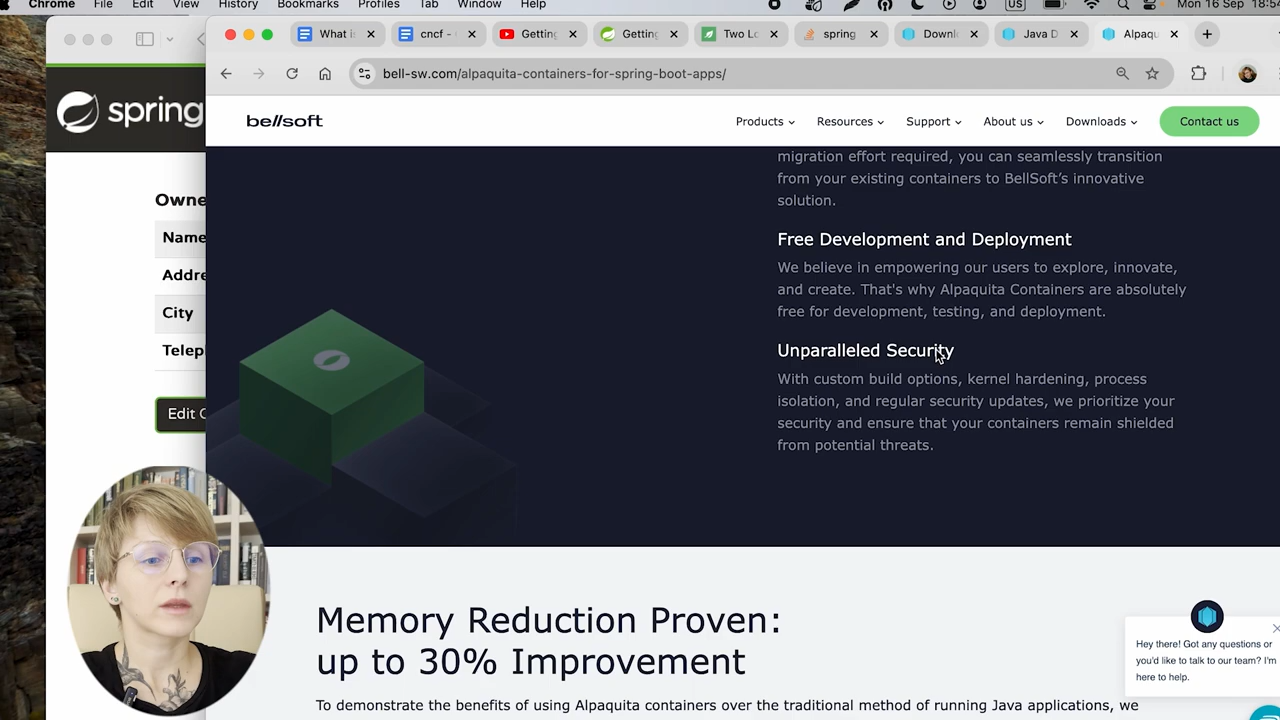 Chrome File Edit View History Bookmarks Profiles Tab Window Help US Mon 16 Sep 18:54
What is cncf - Getting Getting Two Lo spring Downl Java D Alpaqu
bell-sw.com/alpaquita-containers-for-spring-boot-apps/
spring
bellsoft Products Resources Support About us Downloads Contact us
migration effort required, you can seamlessly transition
from your existing containers to BellSoft’s innovative
solution.
Free Development and Deployment
We believe in empowering our users to explore, innovate,
and create. That's why Alpaquita Containers are absolutely
free for development, testing, and deployment.
Unparalleled Security
With custom build options, kernel hardening, process
isolation, and regular security updates, we prioritize your
security and ensure that your containers remain shielded
from potential threats.
Owne
Name
Addre
City
Telep
Edit O
Memory Reduction Proven:
up to 30% Improvement
To demonstrate the benefits of using Alpaquita containers over the traditional method of running Java applications, we
Hey there! Got any questions or
you'd like to talk to our team? I'm
here to help.